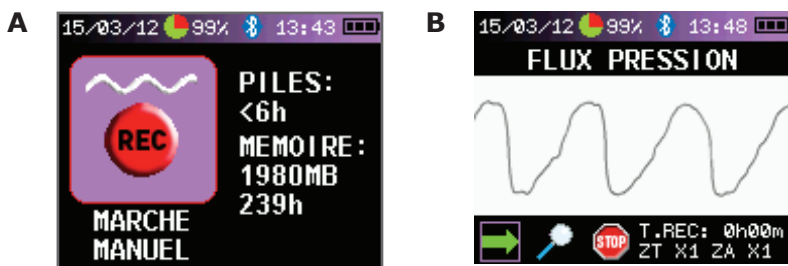 A
15/03/12 99% 13:43
REC
PILES:
<6h
MEMOIRE:
1980MB
239h
MARCHE
MANUEL
B
15/03/12 99% 13:48
FLUX PRESSION
STOP
T.REC: 0h00m
ZT X1 ZA X1